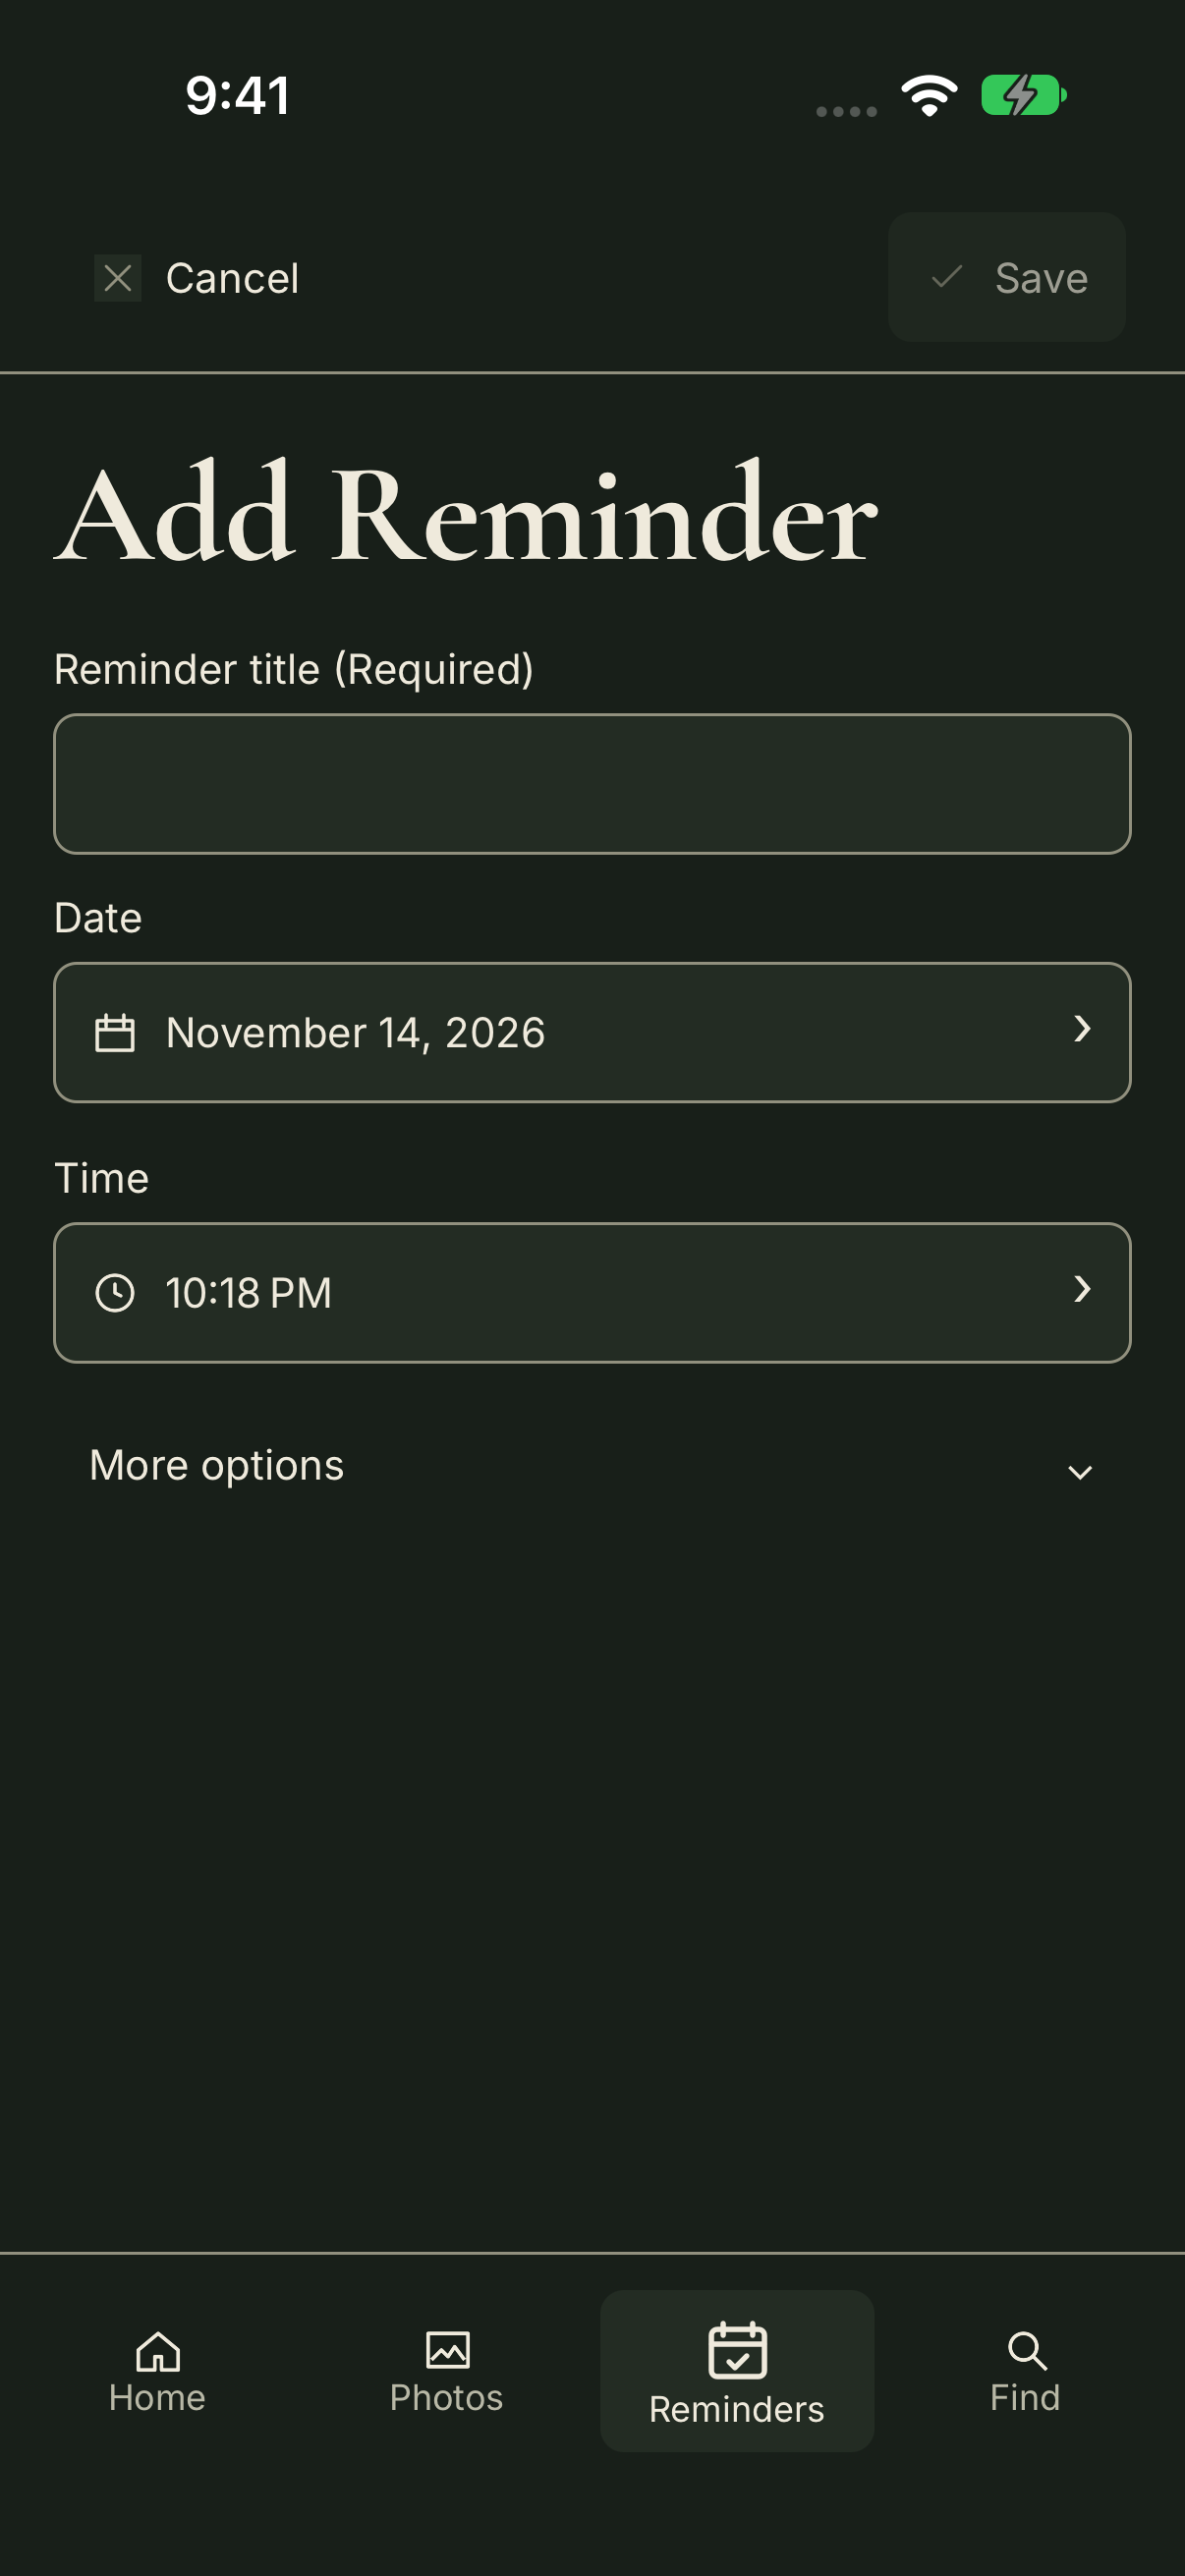 9:41
Cancel
Save
Add Reminder
Reminder title (Required)
Date
November 14, 2026
Time
10:18 PM
More options
Home
Photos
Reminders
Find